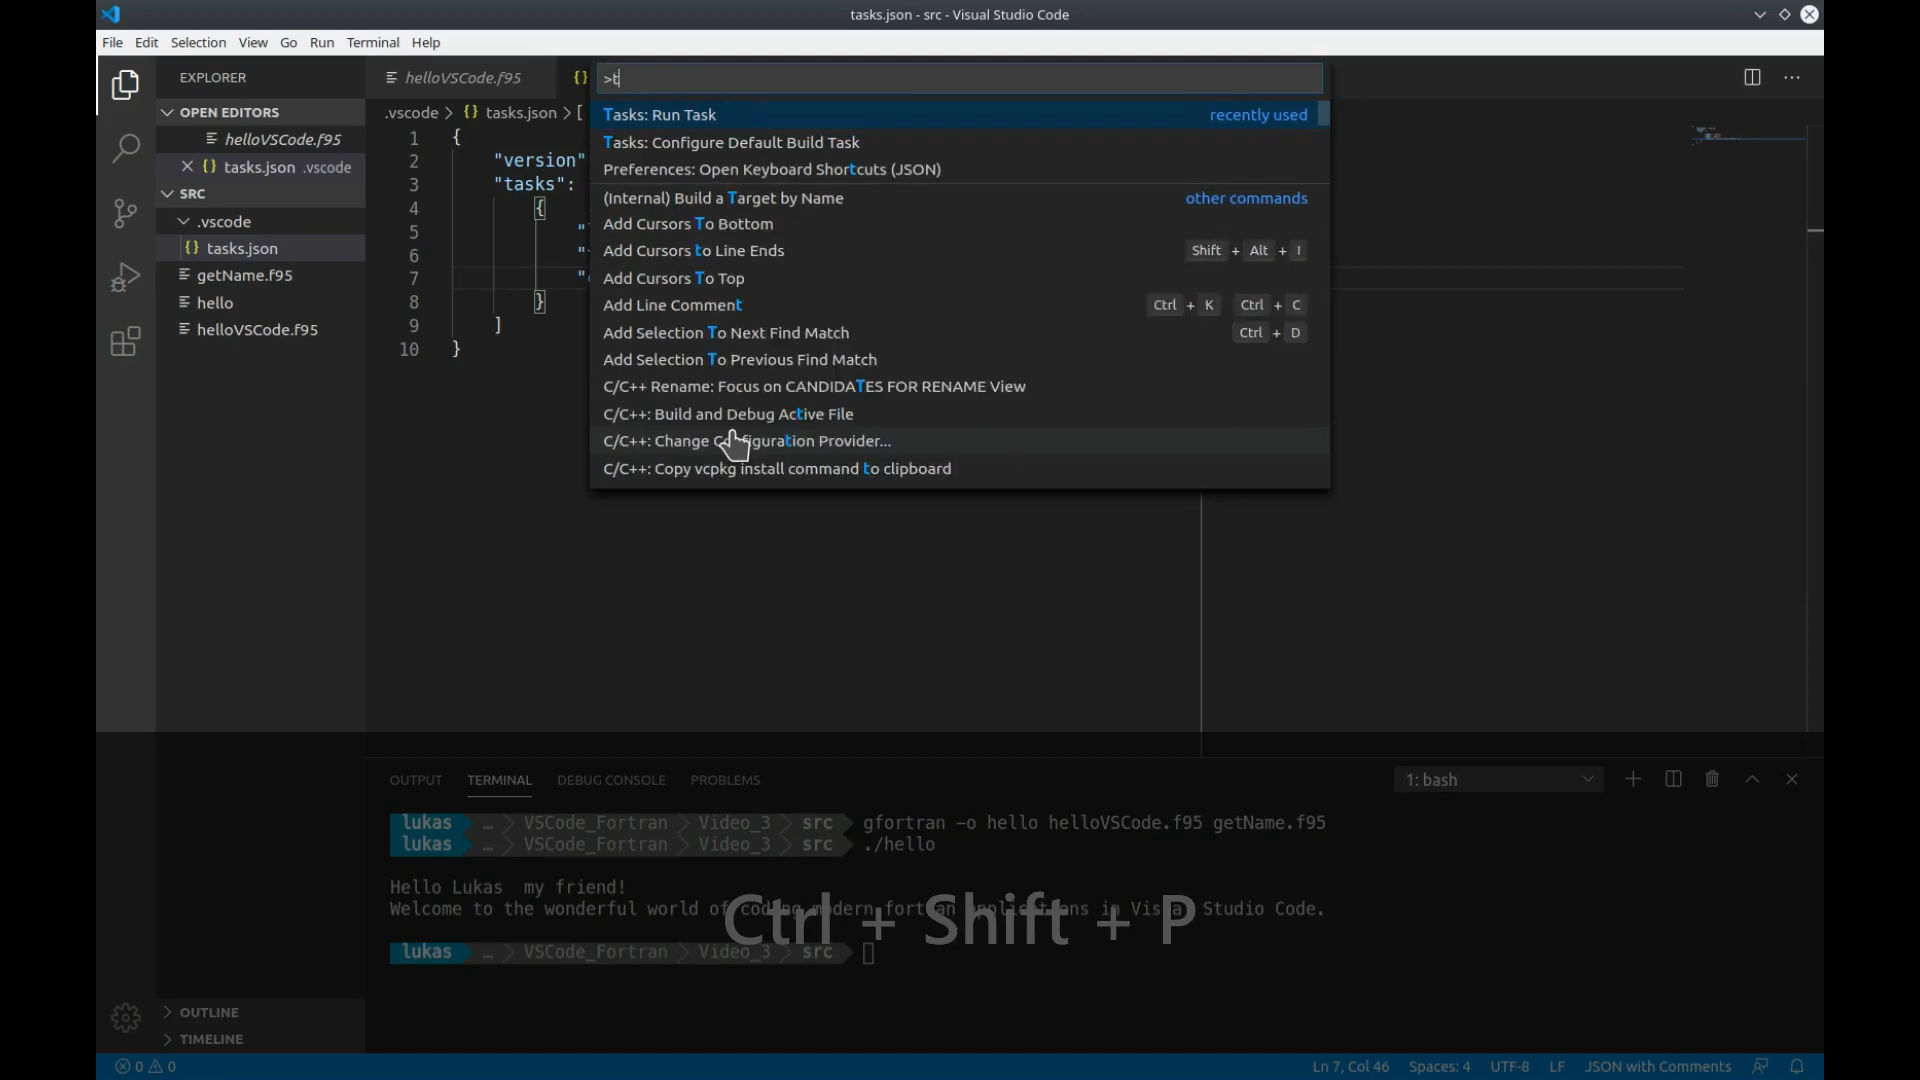 tasks.json - src - Visual Studio Code
File Edit Selection View Go Run Terminal Help
EXPLORER
OPEN EDITORS
helloVSCode.f95
tasks.json .vscode
SRC
.vscode
{} tasks.json
getName.f95
hello
helloVSCode.f95
OUTLINE
TIMELINE
helloVSCode.f95 {}
.vscode > {} tasks.json > [
1 {
2 "version"
3 "tasks":
4 {
5 "
6 "
7 "
8 }
9 ]
10 }
>t
Tasks: Run Task recently used
Tasks: Configure Default Build Task
Preferences: Open Keyboard Shortcuts (JSON)
(Internal) Build a Target by Name other commands
Add Cursors To Bottom
Add Cursors to Line Ends Shift + Alt + I
Add Cursors To Top
Add Line Comment Ctrl + K Ctrl + C
Add Selection To Next Find Match Ctrl + D
Add Selection To Previous Find Match
C/C++ Rename: Focus on CANDIDATES FOR RENAME View
C/C++: Build and Debug Active File
C/C++: Change Configuration Provider...
C/C++: Copy vcpkg install command to clipboard
OUTPUT TERMINAL DEBUG CONSOLE PROBLEMS 1: bash
lukas … VSCode_Fortran Video_3 src gfortran -o hello helloVSCode.f95 getName.f95
lukas … VSCode_Fortran Video_3 src ./hello
Hello Lukas my friend!
Welcome to the wonderful world of coding modern fortran applications in Visual Studio Code.
lukas … VSCode_Fortran Video_3 src
Ctrl + Shift + P
0 0 Ln 7, Col 46 Spaces: 4 UTF-8 LF JSON with Comments